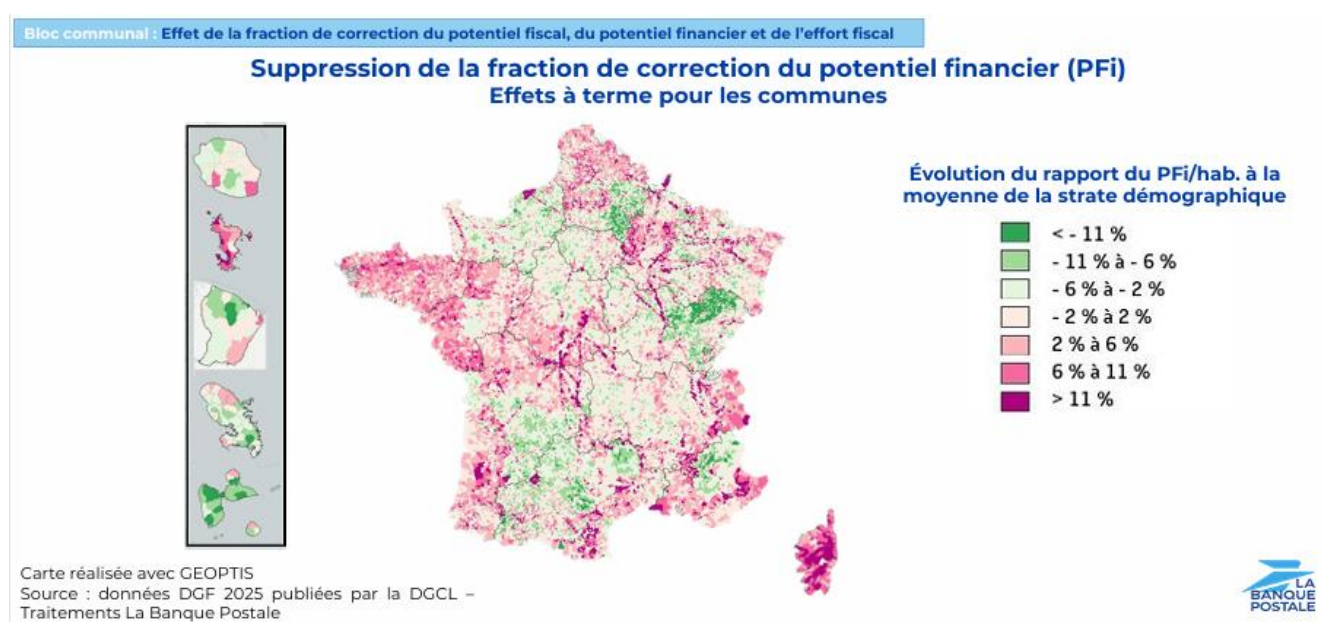 Bloc communal : Effet de la fraction de correction du potentiel fiscal, du potentiel financier et de l'effort fiscal
Suppression de la fraction de correction du potentiel financier (PFi)
Effets à terme pour les communes
Évolution du rapport du PFi/hab. à la
moyenne de la strate démographique
< - 11 %
- 11 % à - 6 %
- 6 % à - 2 %
- 2 % à 2 %
2 % à 6 %
6 % à 11 %
> 11 %
Carte réalisée avec GEOPTIS
Source : données DGF 2025 publiées par la DGCL –
Traitements La Banque Postale
LA
BANQUE
POSTALE